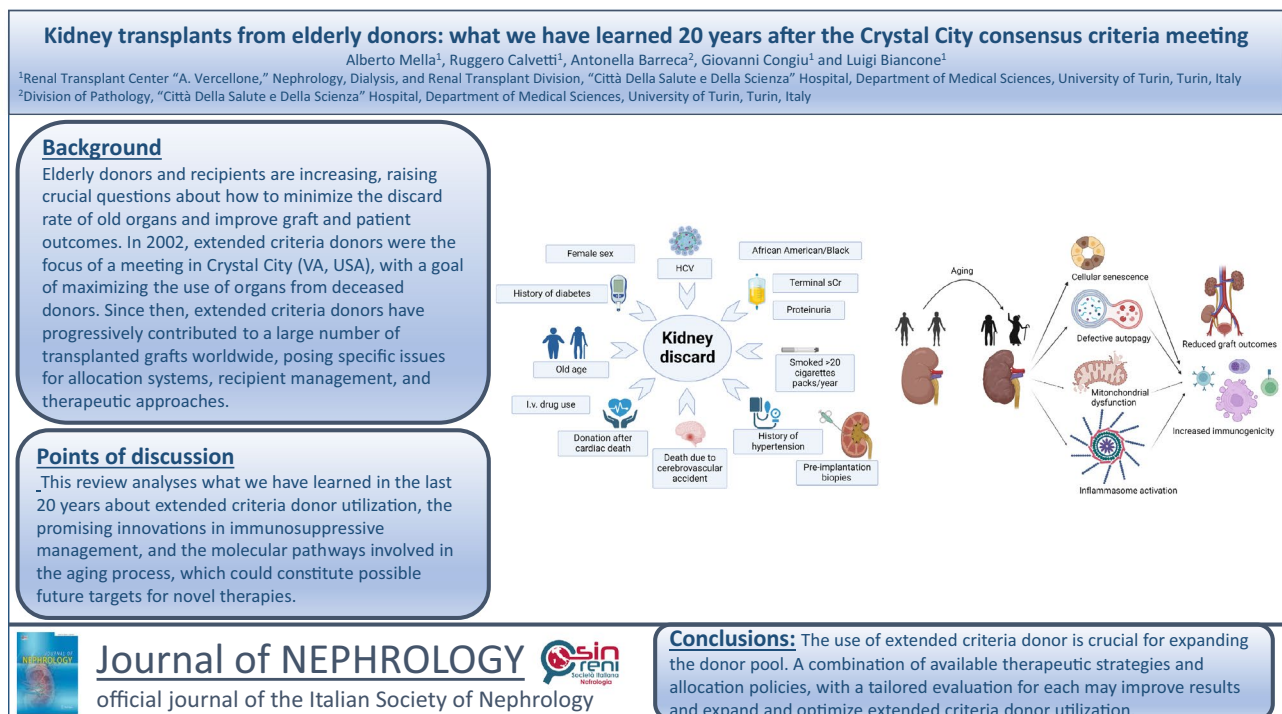 Kidney transplants from elderly donors: what we have learned 20 years after the Crystal City consensus criteria meeting
Alberto Mella¹, Ruggero Calvetti¹, Antonella Barreca², Giovanni Congiu¹ and Luigi Biancone¹
¹Renal Transplant Center “A. Vercellone,” Nephrology, Dialysis, and Renal Transplant Division, “Città Della Salute e Della Scienza” Hospital, Department of Medical Sciences, University of Turin, Turin, Italy
²Division of Pathology, “Città Della Salute e Della Scienza” Hospital, Department of Medical Sciences, University of Turin, Turin, Italy
Background
Elderly donors and recipients are increasing, raising
crucial questions about how to minimize the discard
rate of old organs and improve graft and patient
outcomes. In 2002, extended criteria donors were the
focus of a meeting in Crystal City (VA, USA), with a goal
of maximizing the use of organs from deceased
donors. Since then, extended criteria donors have
progressively contributed to a large number of
transplanted grafts worldwide, posing specific issues
for allocation systems, recipient management, and
therapeutic approaches.
Points of discussion
This review analyses what we have learned in the last
20 years about extended criteria donor utilization, the
promising innovations in immunosuppressive
management, and the molecular pathways involved in
the aging process, which could constitute possible
future targets for novel therapies.
Female sex
HCV
African American/Black
History of diabetes
Terminal sCr
Proteinuria
Kidney
discard
Old age
Smoked >20
cigarettes
packs/year
I.v. drug use
Donation after
cardiac death
Death due to
cerebrovascular
accident
History of
hypertension
Pre-implantation
biopies
Aging
Cellular senescence
Defective autopagy
Mitochondrial
dysfunction
Inflammasome activation
Reduced graft outcomes
Increased immunogenicity
JOURNAL OF
NEPHROLOGY
Journal of NEPHROLOGY
official journal of the Italian Society of Nephrology
sin
reni
Società Italiana
Nefrologia
Conclusions: The use of extended criteria donor is crucial for expanding
the donor pool. A combination of available therapeutic strategies and
allocation policies, with a tailored evaluation for each may improve results
and expand and optimize extended criteria donor utilization